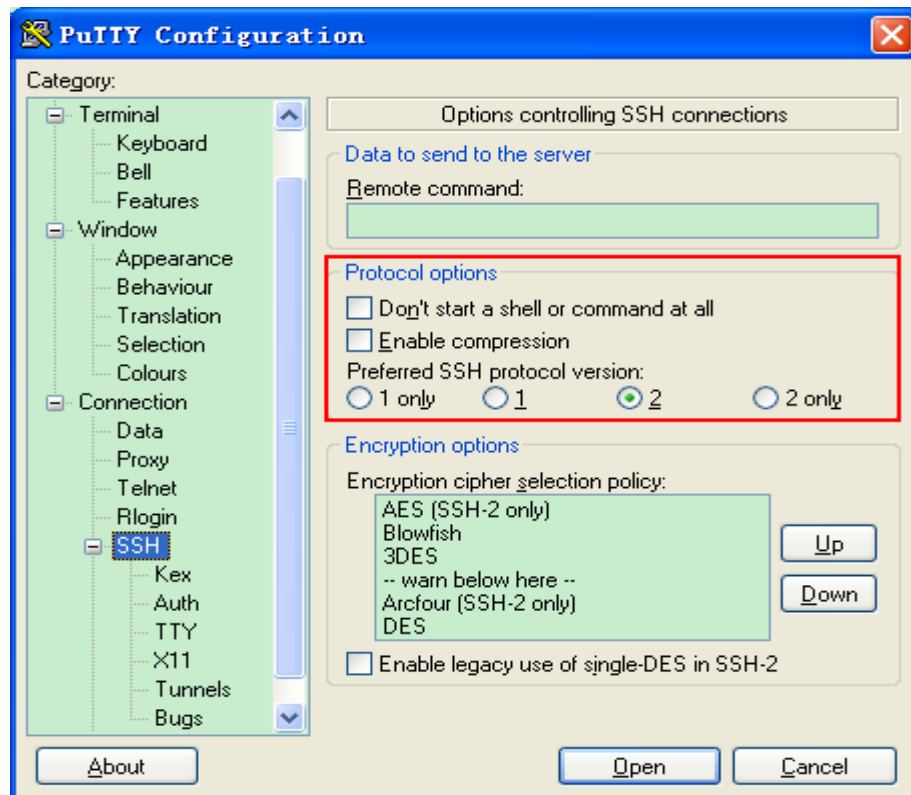 PuTTY Configuration
Category:
Terminal
Keyboard
Bell
Features
Window
Appearance
Behaviour
Translation
Selection
Colours
Connection
Data
Proxy
Telnet
Rlogin
SSH
Kex
Auth
TTY
X11
Tunnels
Bugs
Options controlling SSH connections
Data to send to the server
Remote command:
Protocol options
Don't start a shell or command at all
Enable compression
Preferred SSH protocol version:
1 only 1 2 2 only
Encryption options
Encryption cipher selection policy:
AES (SSH-2 only)
Blowfish
3DES
-- warn below here --
Arcfour (SSH-2 only)
DES
Up
Down
Enable legacy use of single-DES in SSH-2
About Open Cancel